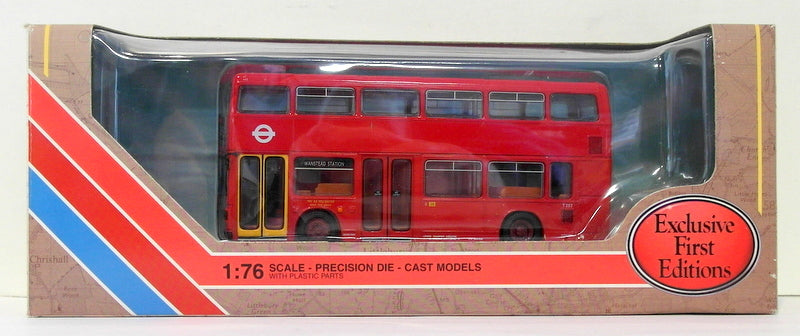 WANSTEAD STATION
Exclusive
First
Editions
1:76 SCALE - PRECISION DIE - CAST MODELS
WITH PLASTIC PARTS
Chrishall